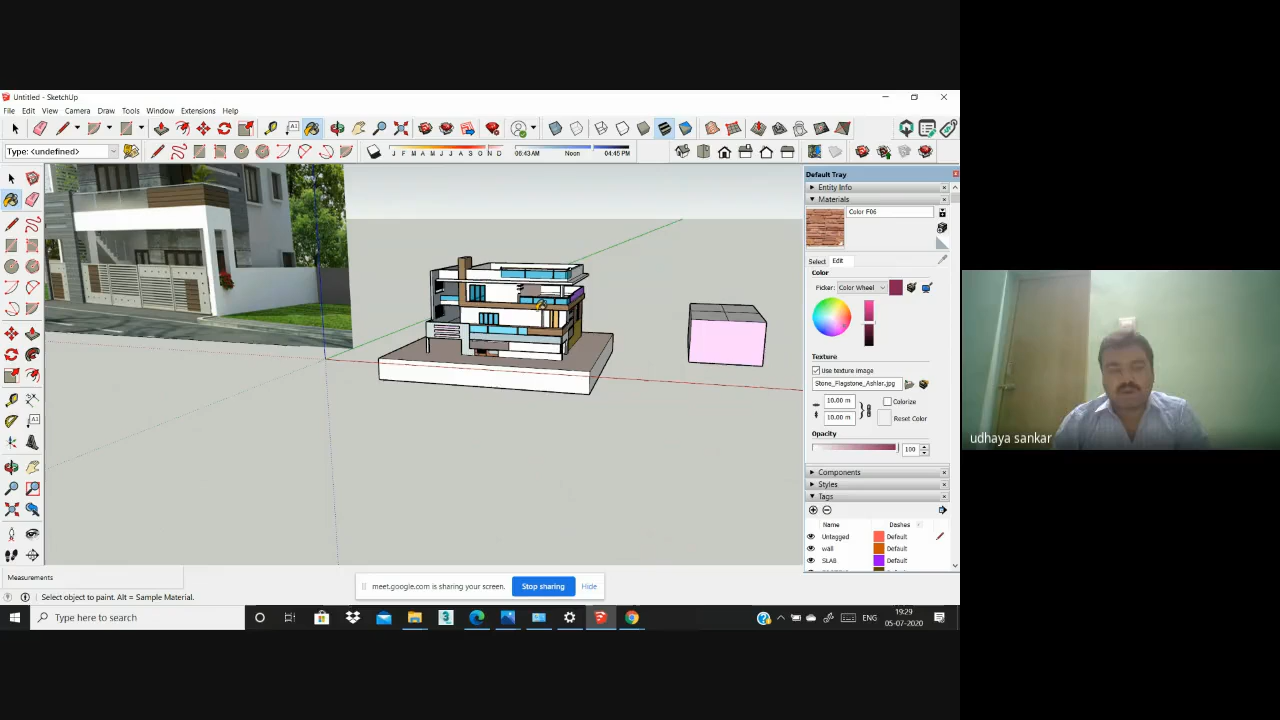 Untitled - SketchUp
File Edit View Camera Draw Tools Window Extensions Help
Type: <undefined>
J F M A M J J A S O N D
06:43 AM Noon 04:45 PM
Default Tray
Entity Info
Materials
Color F06
Select Edit
Color
Picker: Color Wheel
Texture
Use texture image
Stone_Flagstone_Ashlar.jpg
10.00 m
Colorize
10.00 m
Reset Color
Opacity
100
Components
Styles
Tags
Name Dashes
Untagged Default
wall Default
SLAB Default
udhaya sankar
Measurements
meet.google.com is sharing your screen. Stop sharing Hide
Select object to paint. Alt = Sample Material.
Type here to search
ENG
19:29
05-07-2020